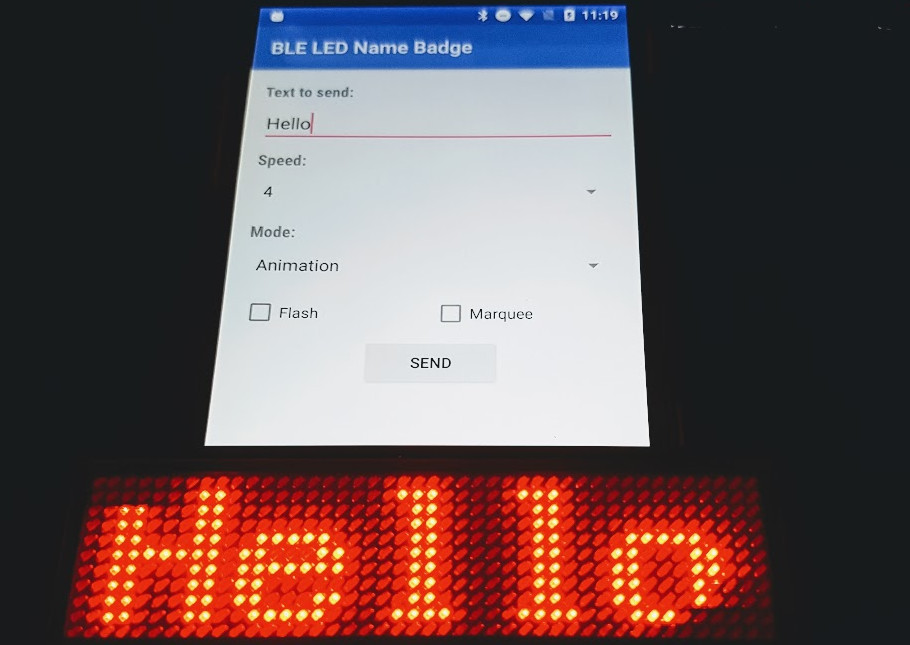 11:19
BLE LED Name Badge
Text to send:
Hello
Speed:
4
Mode:
Animation
Flash Marquee
SEND
Hello